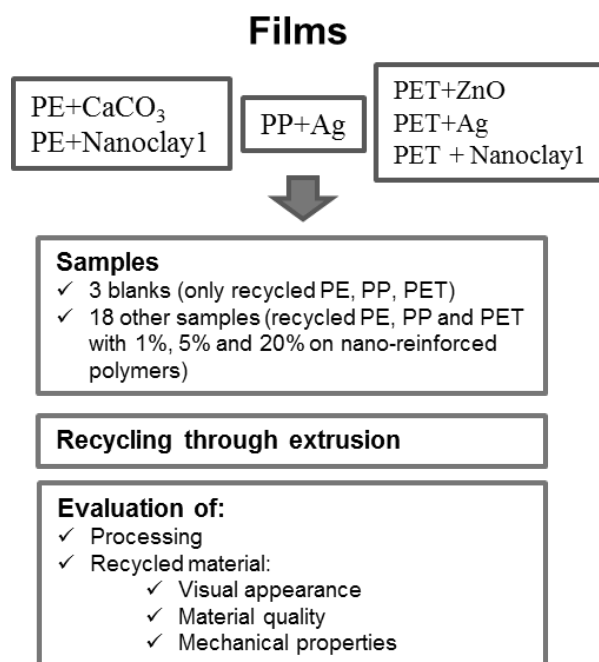 Films
PE+CaCO₃
PE+Nanoclay1
PP+Ag
PET+ZnO
PET+Ag
PET + Nanoclay1
Samples
✓ 3 blanks (only recycled PE, PP, PET)
✓ 18 other samples (recycled PE, PP and PET
with 1%, 5% and 20% on nano-reinforced
polymers)
Recycling through extrusion
Evaluation of:
✓ Processing
✓ Recycled material:
✓ Visual appearance
✓ Material quality
✓ Mechanical properties